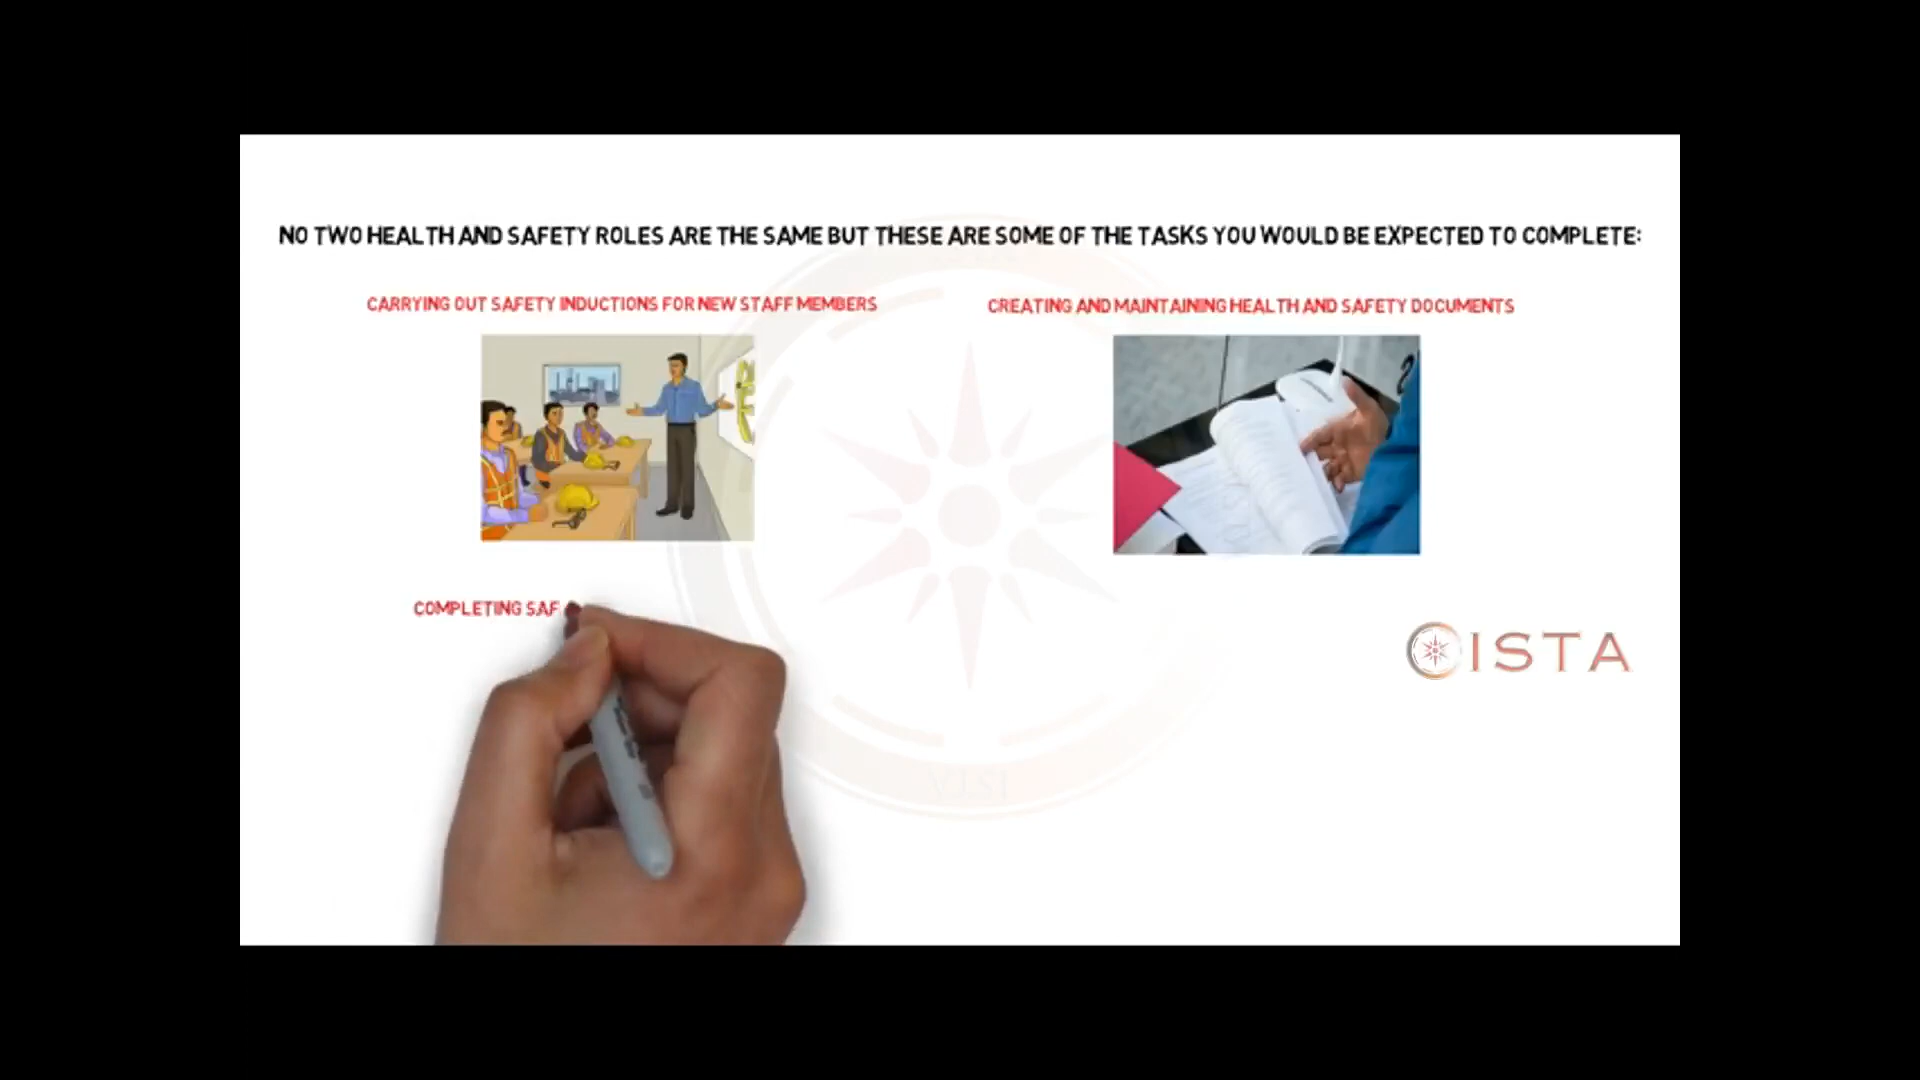 NO TWO HEALTH AND SAFETY ROLES ARE THE SAME BUT THESE ARE SOME OF THE TASKS YOU WOULD BE EXPECTED TO COMPLETE:
CARRYING OUT SAFETY INDUCTIONS FOR NEW STAFF MEMBERS
CREATING AND MAINTAINING HEALTH AND SAFETY DOCUMENTS
COMPLETING SAF
ISTA